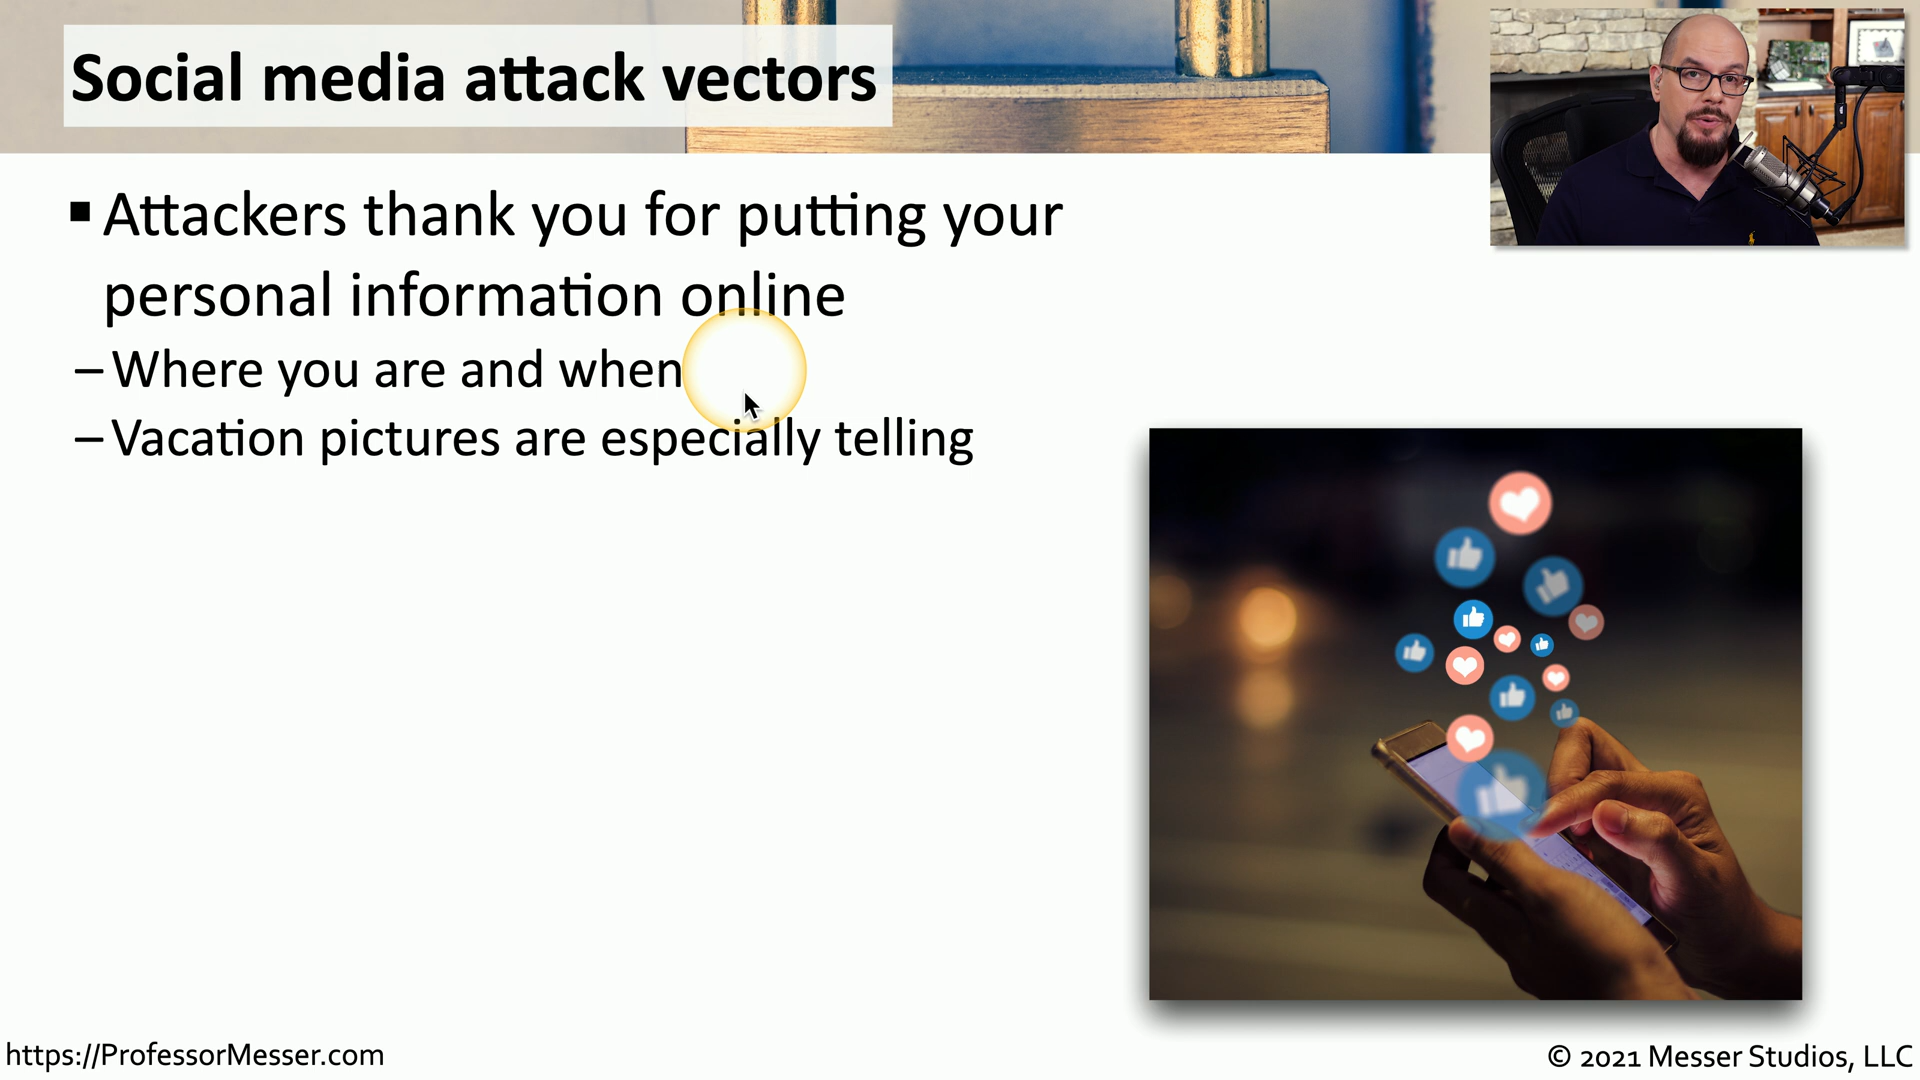 Social media attack vectors
▪ Attackers thank you for putting your
personal information online
– Where you are and when
– Vacation pictures are especially telling
https://ProfessorMesser.com
© 2021 Messer Studios, LLC